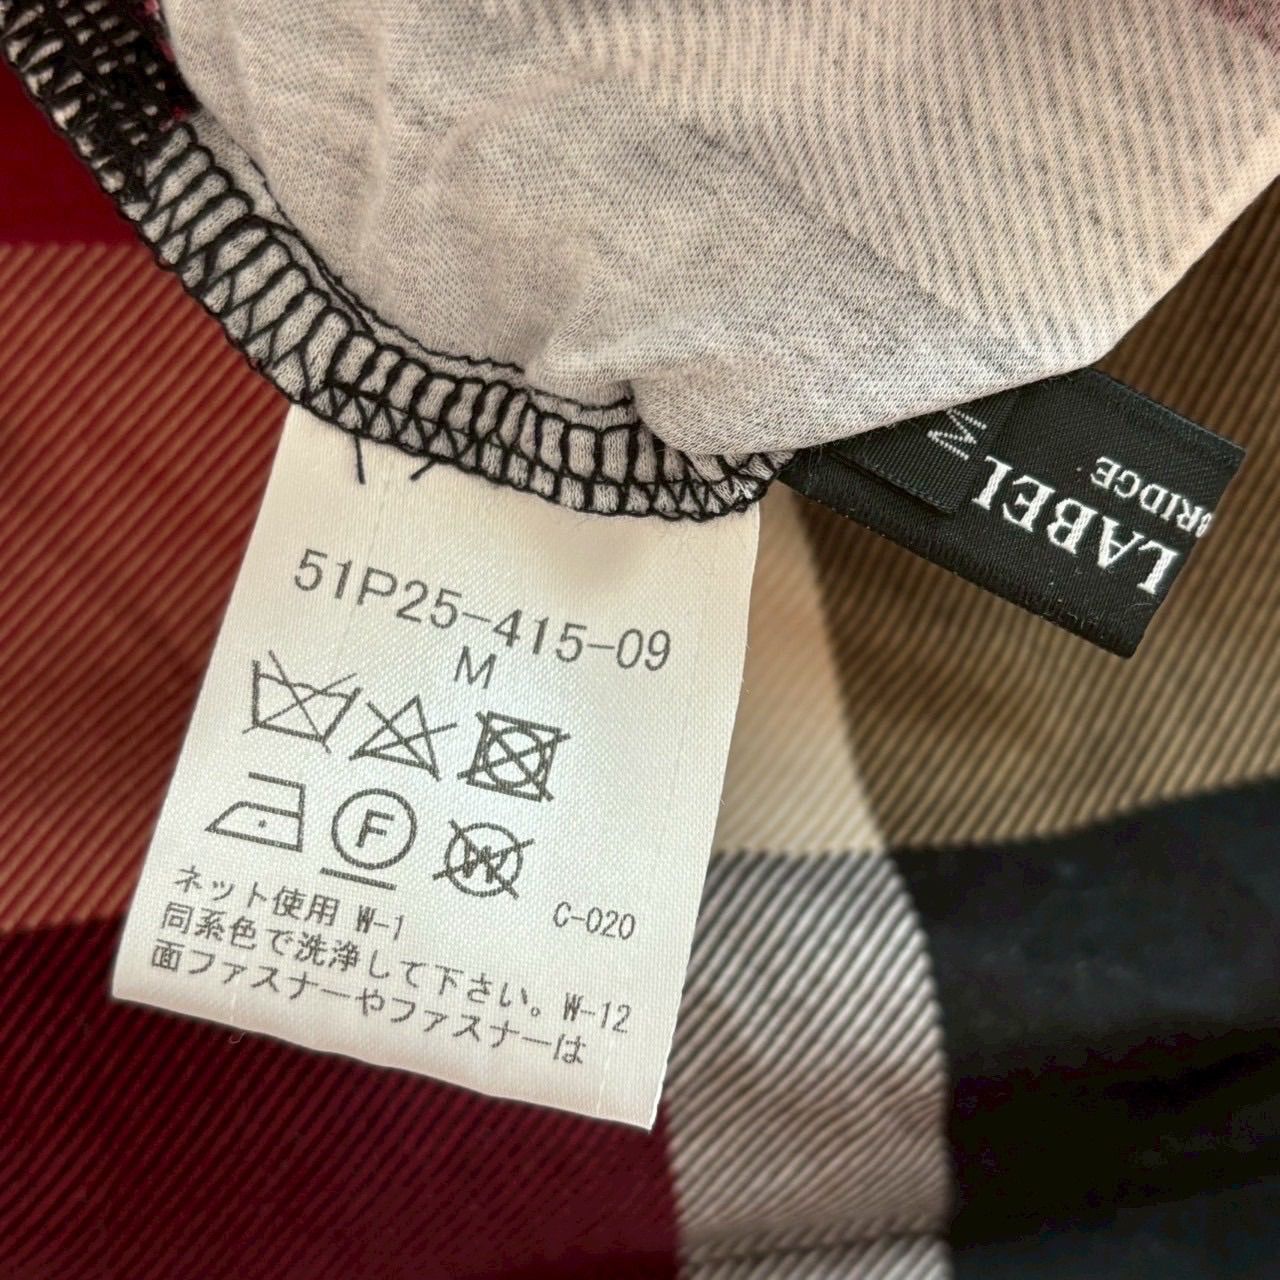 51P25-415-09
M
F
W
ネット使用 W-1
C-020
同系色で洗浄して下さい。W-12
面ファスナーやファスナーは
M
LABEL
BRIDGE